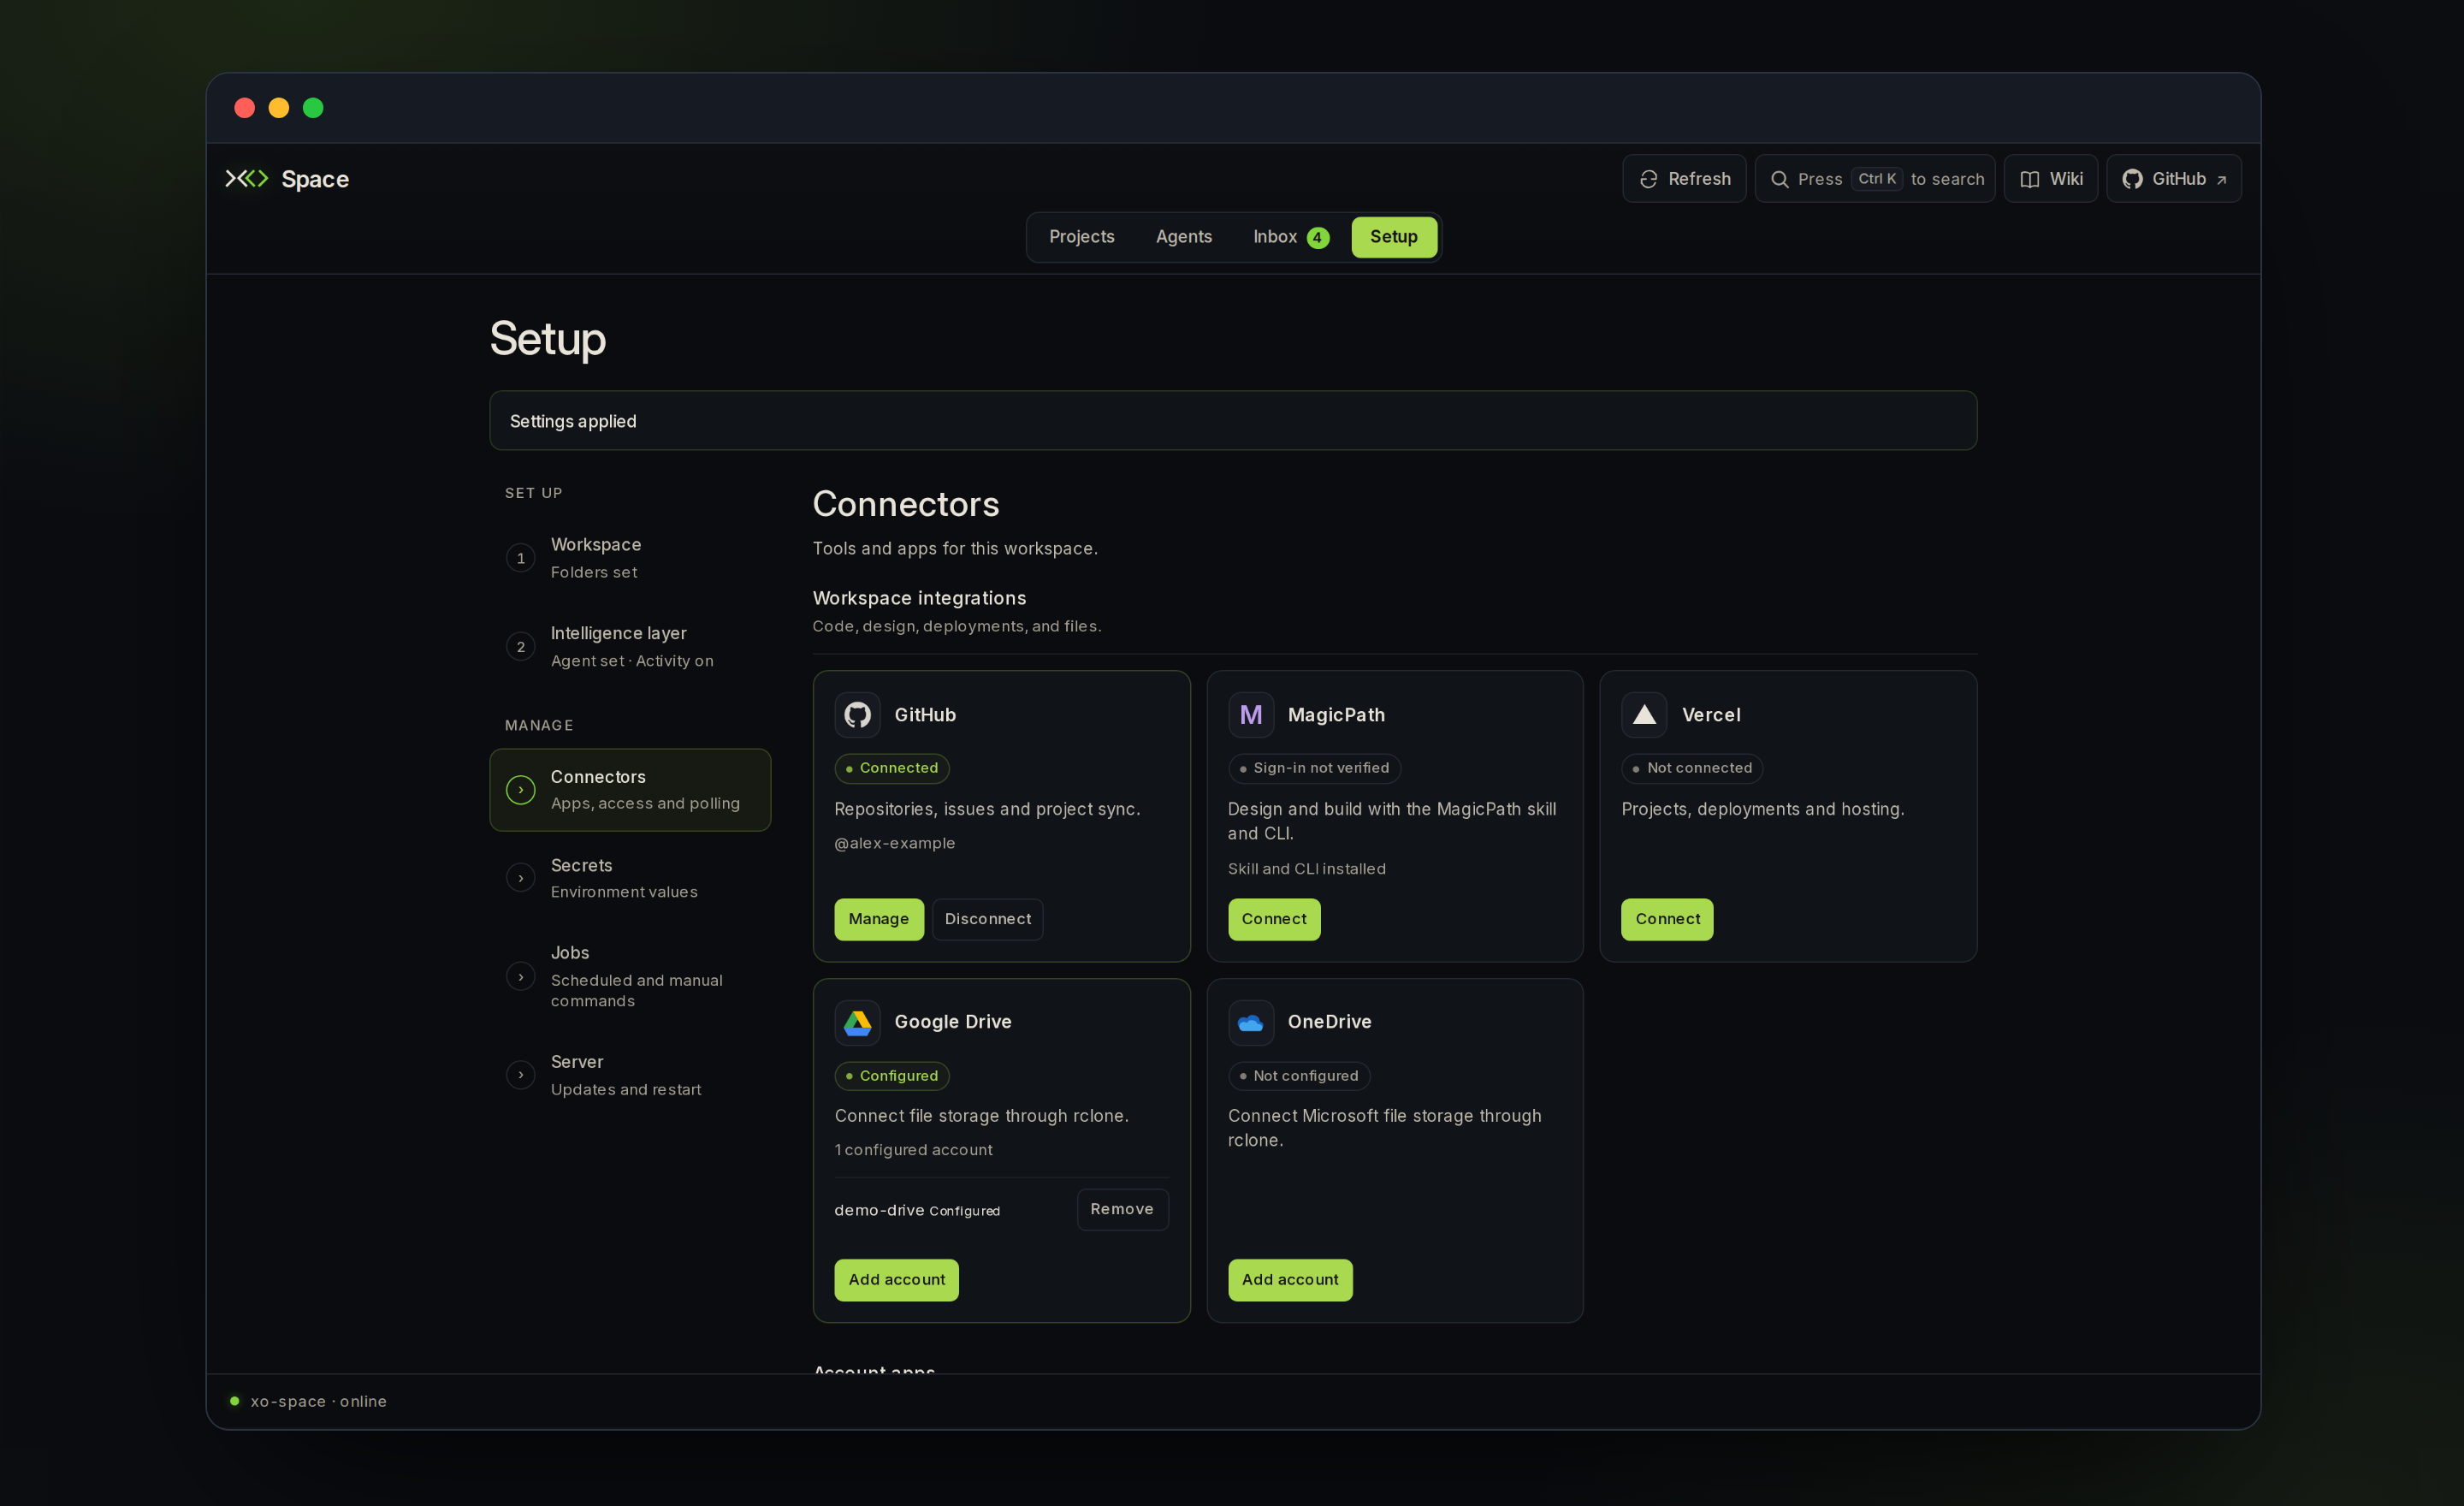 Space
Refresh
Press Ctrl K to search
Wiki
GitHub
Projects
Agents
Inbox 4
Setup
Setup
Settings applied
SET UP
1
Workspace
Folders set
2
Intelligence layer
Agent set · Activity on
MANAGE
Connectors
Apps, access and polling
Secrets
Environment values
Jobs
Scheduled and manual
commands
Server
Updates and restart
Connectors
Tools and apps for this workspace.
Workspace integrations
Code, design, deployments, and files.
GitHub
Connected
Repositories, issues and project sync.
@alex-example
Manage
Disconnect
M
MagicPath
Sign-in not verified
Design and build with the MagicPath skill
and CLI.
Skill and CLI installed
Connect
Vercel
Not connected
Projects, deployments and hosting.
Connect
Google Drive
Configured
Connect file storage through rclone.
1 configured account
demo-drive Configured
Remove
Add account
OneDrive
Not configured
Connect Microsoft file storage through
rclone.
Add account
Account apps
xo-space · online